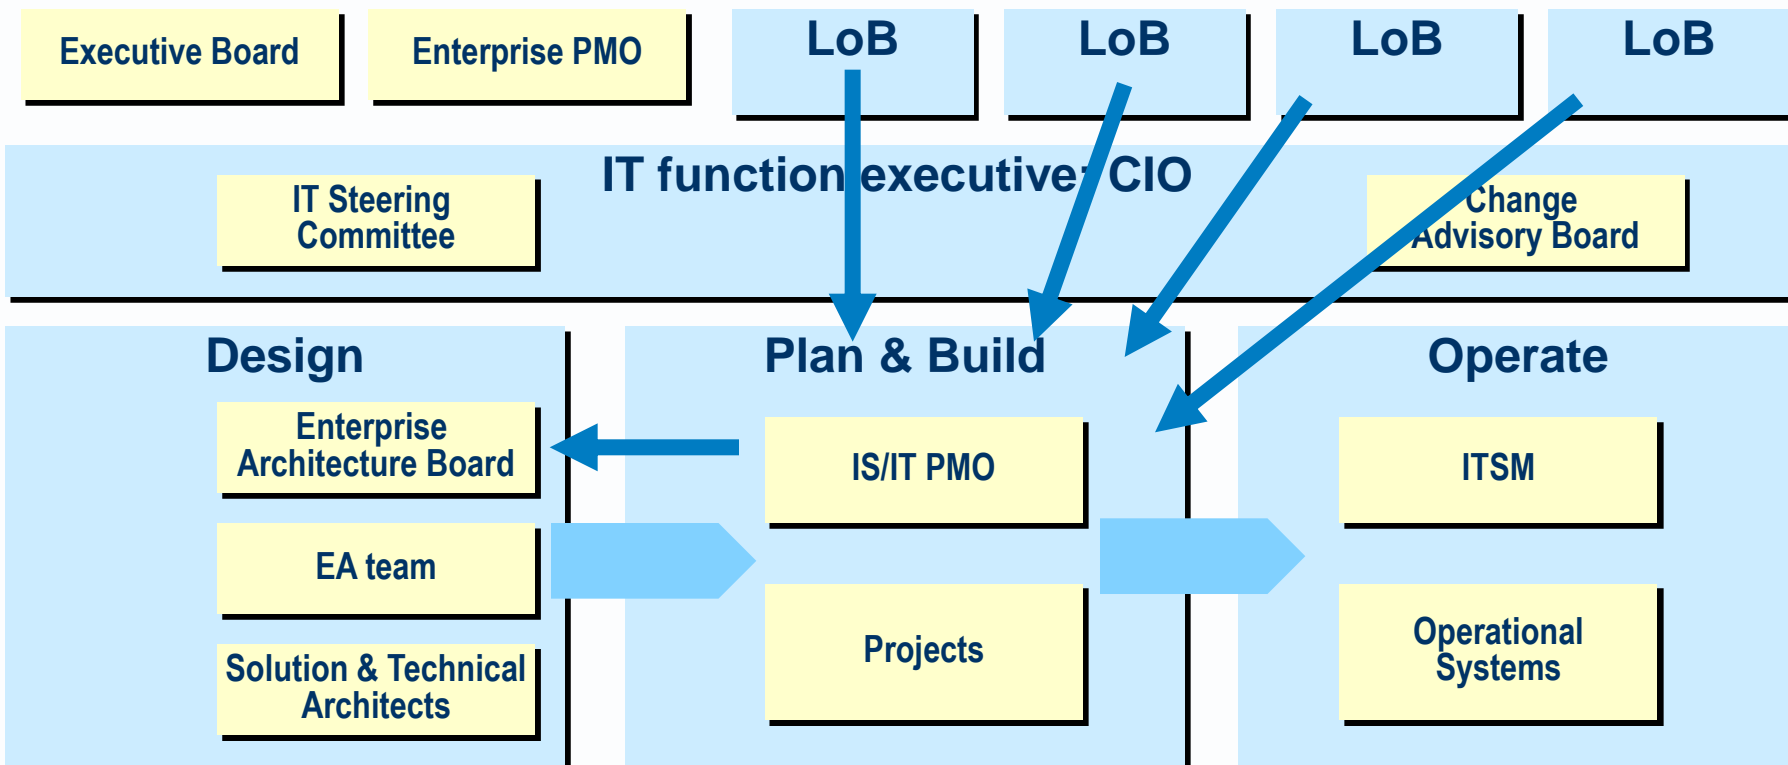 Executive Board
Enterprise PMO
LoB
LoB
LoB
LoB
IT function executive: CIO
IT Steering
Committee
Change
Advisory Board
Design
Plan & Build
Operate
Enterprise
Architecture Board
IS/IT PMO
ITSM
EA team
Projects
Operational
Systems
Solution & Technical
Architects